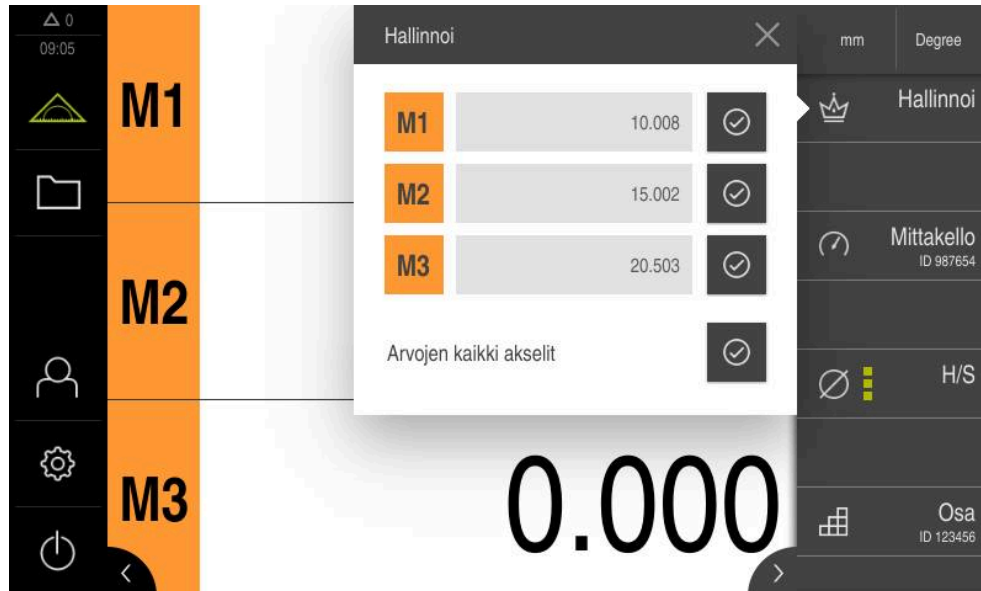 0
09:05
M1
M2
M3
0.000
Hallinnoi
M1
10.008
M2
15.002
M3
20.503
Arvojen kaikki akselit
mm
Degree
Hallinnoi
Mittakello
ID 987654
H/S
Osa
ID 123456